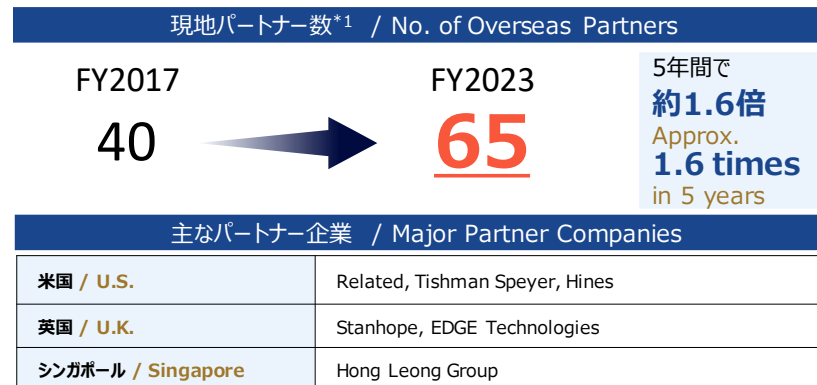 現地パートナー数*1 / No. of Overseas Partners
FY2017
40
FY2023
65
5年間で
約1.6倍
Approx.
1.6 times
in 5 years
主なパートナー企業 / Major Partner Companies
米国 / U.S. Related, Tishman Speyer, Hines
英国 / U.K. Stanhope, EDGE Technologies
シンガポール / Singapore Hong Leong Group